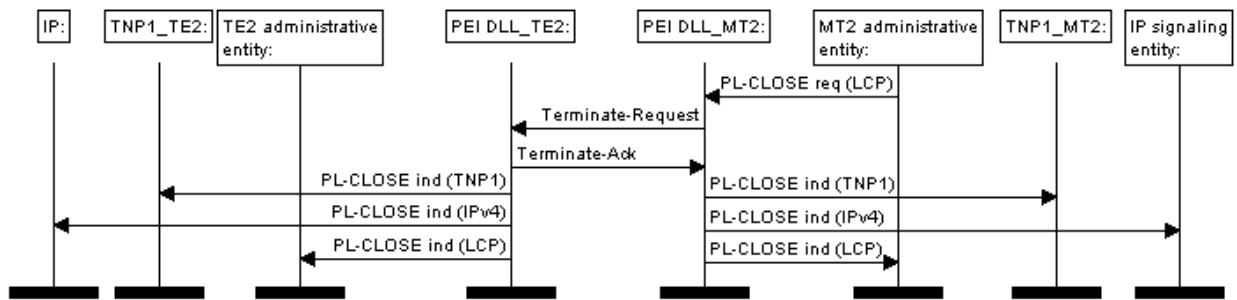 IP:
TNP1_TE2:
TE2 administrative
entity:
PEI DLL_TE2:
PEI DLL_MT2:
MT2 administrative
entity:
TNP1_MT2:
IP signaling
entity:
PL-CLOSE req (LCP)
Terminate-Request
Terminate-Ack
PL-CLOSE ind (TNP1)
PL-CLOSE ind (TNP1)
PL-CLOSE ind (IPv4)
PL-CLOSE ind (IPv4)
PL-CLOSE ind (LCP)
PL-CLOSE ind (LCP)